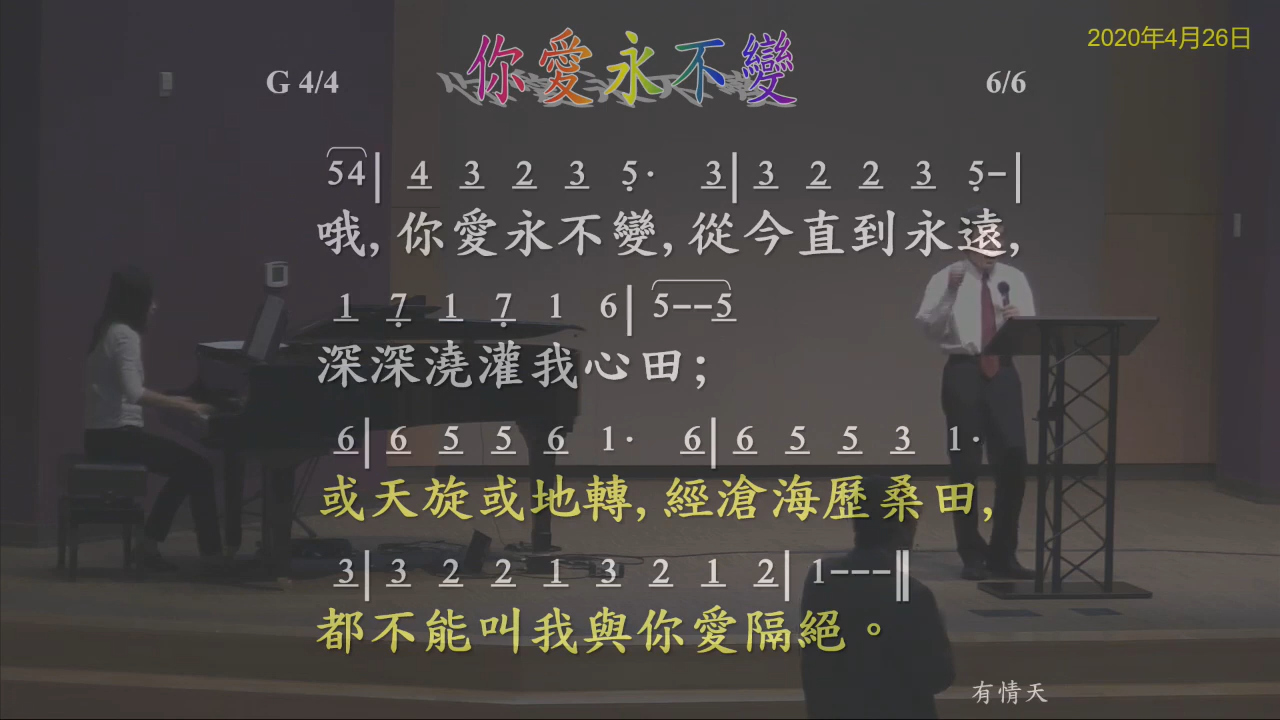 你愛永不變
2020年4月26日
G 4/4
6/6
54| 4 3 2 3 5· 3| 3 2 2 3 5-|
哦,你愛永不變,從今直到永遠,
1 7 1 7 1 6| 5--5
深深澆灌我心田;
6| 6 5 5 6 1· 6| 6 5 5 3 1·
或天旋或地轉,經滄海歷桑田,
3| 3 2 2 1 3 2 1 2| 1---‖
都不能叫我與你愛隔絕。
有情天